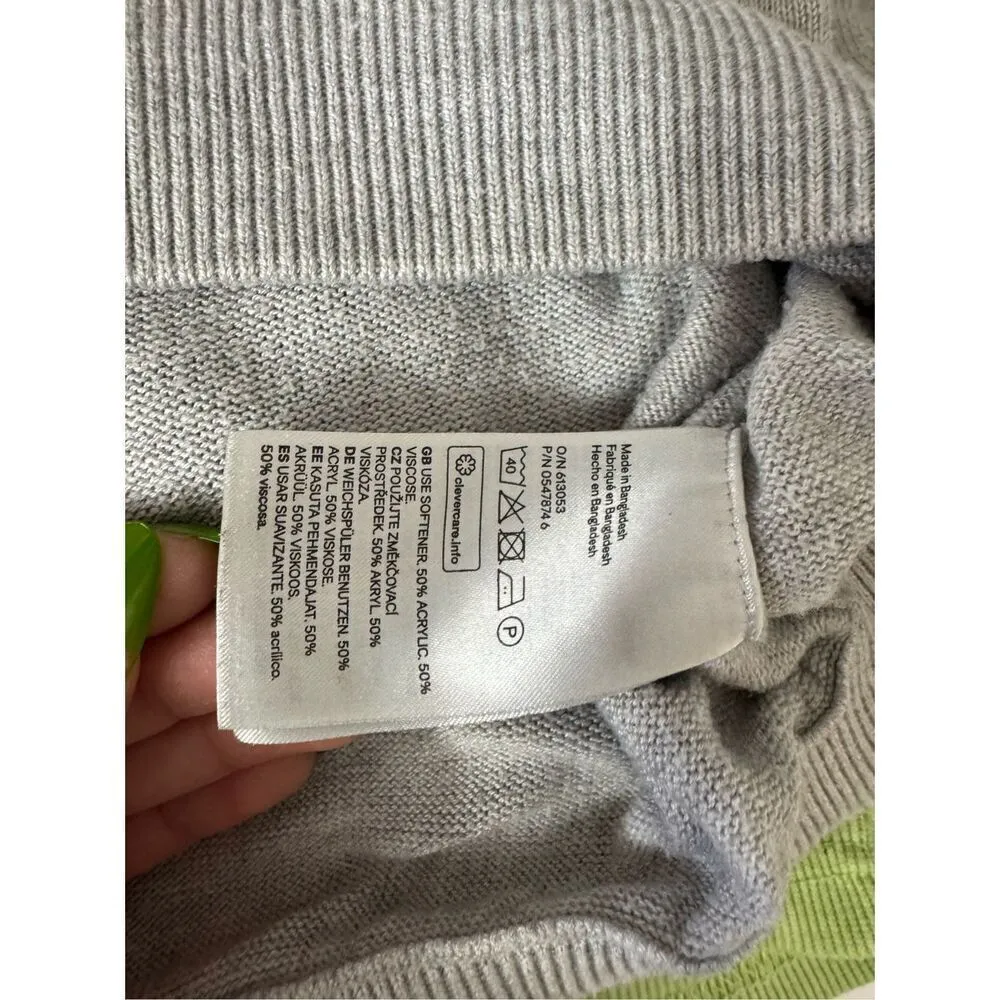 Made in Bangladesh
Fabriqué en Bangladesh
Hecho en Bangladesh
O/N 613053
P/N 05478746
40
P
clevercare.info
GB USE SOFTENER. 50% ACRYLIC. 50%
VISCOSE.
CZ POUŽIJTE ZMĚKČOVACÍ
PROSTŘEDEK. 50% AKRYL. 50%
VISKÓZA.
DE WEICHSPÜLER BENUTZEN. 50%
ACRYL. 50% VISKOSE.
EE KASUTA PEHMENDAJAT. 50%
AKRÜÜL. 50% VISKOOS.
ES USAR SUAVIZANTE. 50% acrílico.
50% viscosa.